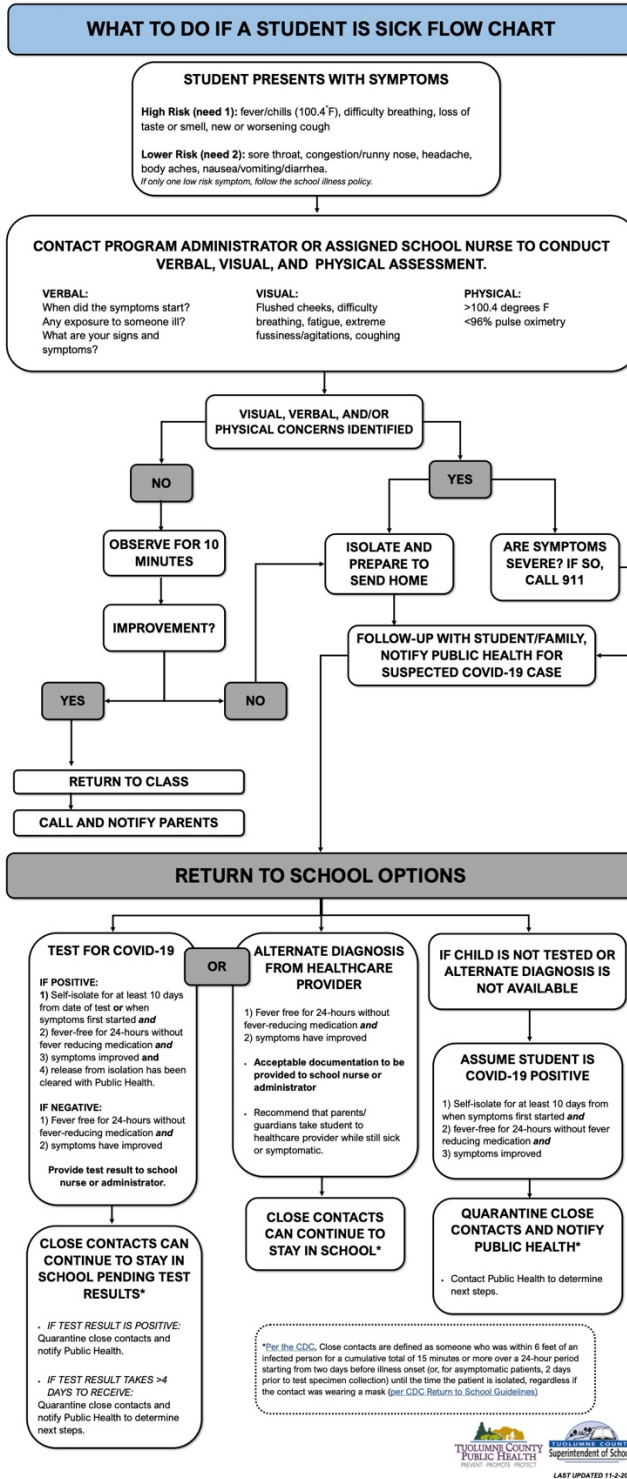 WHAT TO DO IF A STUDENT IS SICK FLOW CHART
STUDENT PRESENTS WITH SYMPTOMS
High Risk (need 1): fever/chills (100.4°F), difficulty breathing, loss of
taste or smell, new or worsening cough
Lower Risk (need 2): sore throat, congestion/runny nose, headache,
body aches, nausea/vomiting/diarrhea.
If only one low risk symptom, follow the school illness policy.
CONTACT PROGRAM ADMINISTRATOR OR ASSIGNED SCHOOL NURSE TO CONDUCT
VERBAL, VISUAL, AND PHYSICAL ASSESSMENT.
VERBAL:
When did the symptoms start?
Any exposure to someone ill?
What are your signs and
symptoms?
VISUAL:
Flushed cheeks, difficulty
breathing, fatigue, extreme
fussiness/agitations, coughing
PHYSICAL:
>100.4 degrees F
<96% pulse oximetry
VISUAL, VERBAL, AND/OR
PHYSICAL CONCERNS IDENTIFIED
NO
YES
OBSERVE FOR 10
MINUTES
ISOLATE AND
PREPARE TO
SEND HOME
ARE SYMPTOMS
SEVERE? IF SO,
CALL 911
IMPROVEMENT?
FOLLOW-UP WITH STUDENT/FAMILY,
NOTIFY PUBLIC HEALTH FOR
SUSPECTED COVID-19 CASE
YES
NO
RETURN TO CLASS
CALL AND NOTIFY PARENTS
RETURN TO SCHOOL OPTIONS
TEST FOR COVID-19
IF POSITIVE:
1) Self-isolate for at least 10 days
from date of test or when
symptoms first started and
2) fever-free for 24-hours without
fever reducing medication and
3) symptoms improved and
4) release from isolation has been
cleared with Public Health.
IF NEGATIVE:
1) Fever free for 24-hours without
fever-reducing medication and
2) symptoms have improved
Provide test result to school
nurse or administrator.
OR
ALTERNATE DIAGNOSIS
FROM HEALTHCARE
PROVIDER
1) Fever free for 24-hours without
fever-reducing medication and
2) symptoms have improved
• Acceptable documentation to be
provided to school nurse or
administrator
• Recommend that parents/
guardians take student to
healthcare provider while still sick
or symptomatic.
IF CHILD IS NOT TESTED OR
ALTERNATE DIAGNOSIS IS
NOT AVAILABLE
ASSUME STUDENT IS
COVID-19 POSITIVE
1) Self-isolate for at least 10 days from
when symptoms first started and
2) fever-free for 24-hours without fever
reducing medication and
3) symptoms improved
CLOSE CONTACTS CAN
CONTINUE TO STAY IN
SCHOOL PENDING TEST
RESULTS*
• IF TEST RESULT IS POSITIVE:
Quarantine close contacts and
notify Public Health.
• IF TEST RESULT TAKES >4
DAYS TO RECEIVE:
Quarantine close contacts and
notify Public Health to determine
next steps.
CLOSE CONTACTS
CAN CONTINUE TO
STAY IN SCHOOL*
QUARANTINE CLOSE
CONTACTS AND NOTIFY
PUBLIC HEALTH*
• Contact Public Health to determine
next steps.
*Per the CDC, Close contacts are defined as someone who was within 6 feet of an
infected person for a cumulative total of 15 minutes or more over a 24-hour period
starting from two days before illness onset (or, for asymptomatic patients, 2 days
prior to test specimen collection) until the time the patient is isolated, regardless if
the contact was wearing a mask (per CDC Return to School Guidelines)
TUOLUMNE COUNTY
PUBLIC HEALTH
PREVENT · PROMOTE · PROTECT
TUOLUMNE COUNTY
Superintendent of School
LAST UPDATED 11-2-